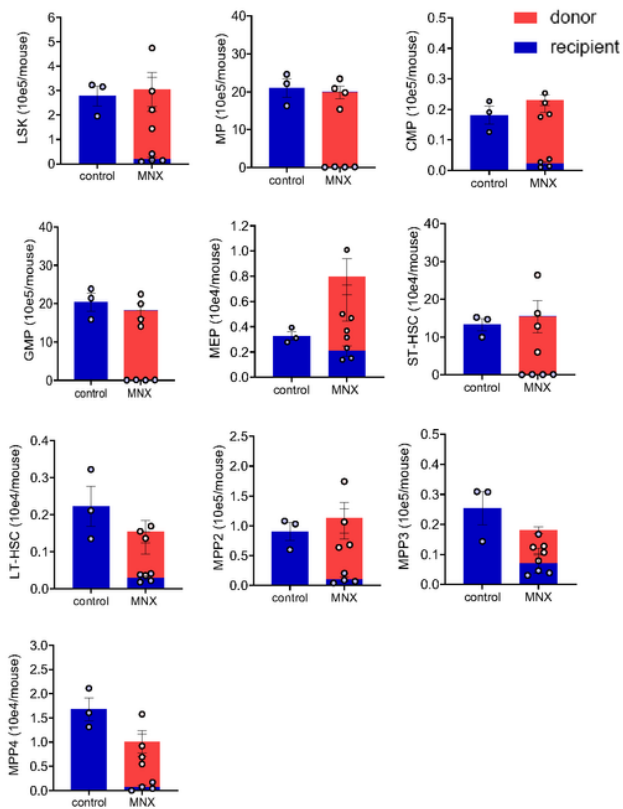 donor
recipient
LSK (10e5/mouse)
6
5
4
3
2
1
0
control
MNX
MP (10e5/mouse)
40
30
20
10
0
control
MNX
CMP (10e5/mouse)
0.5
0.4
0.3
0.2
0.1
0.0
control
MNX
GMP (10e5/mouse)
40
30
20
10
0
control
MNX
MEP (10e4/mouse)
1.2
1.0
0.8
0.6
0.4
0.2
0.0
control
MNX
ST-HSC (10e4/mouse)
40
30
20
10
0
control
MNX
LT-HSC (10e4/mouse)
0.4
0.3
0.2
0.1
0.0
control
MNX
MPP2 (10e5/mouse)
2.5
2.0
1.5
1.0
0.5
0.0
control
MNX
MPP3 (10e5/mouse)
0.5
0.4
0.3
0.2
0.1
0.0
control
MNX
MPP4 (10e4/mouse)
3.0
2.5
2.0
1.5
1.0
0.5
0.0
control
MNX